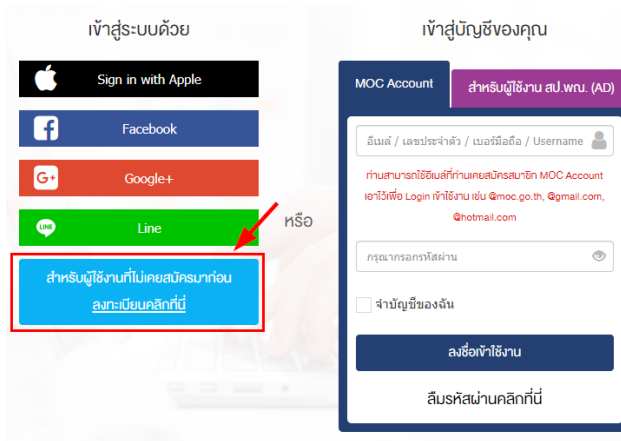 เข้าสู่ระบบด้วย
Sign in with Apple
Facebook
G+
Google+
LINE
Line
สำหรับผู้ใช้งานที่ไม่เคยสมัครมาก่อน
ลงทะเบียนคลิกที่นี่
หรือ
เข้าสู่บัญชีของคุณ
MOC Account
สำหรับผู้ใช้งาน สป.พณ. (AD)
อีเมล์ / เลขประจำตัว / เบอร์มือถือ / Username
ท่านสามารถใช้อีเมล์ที่ท่านเคยสมัครสมาชิก MOC Account
เอาไว้เพื่อ Login เข้าใช้งาน เช่น @moc.go.th, @gmail.com,
@hotmail.com
กรุณากรอกรหัสผ่าน
จำบัญชีของฉัน
ลงชื่อเข้าใช้งาน
ลืมรหัสผ่านคลิกที่นี่